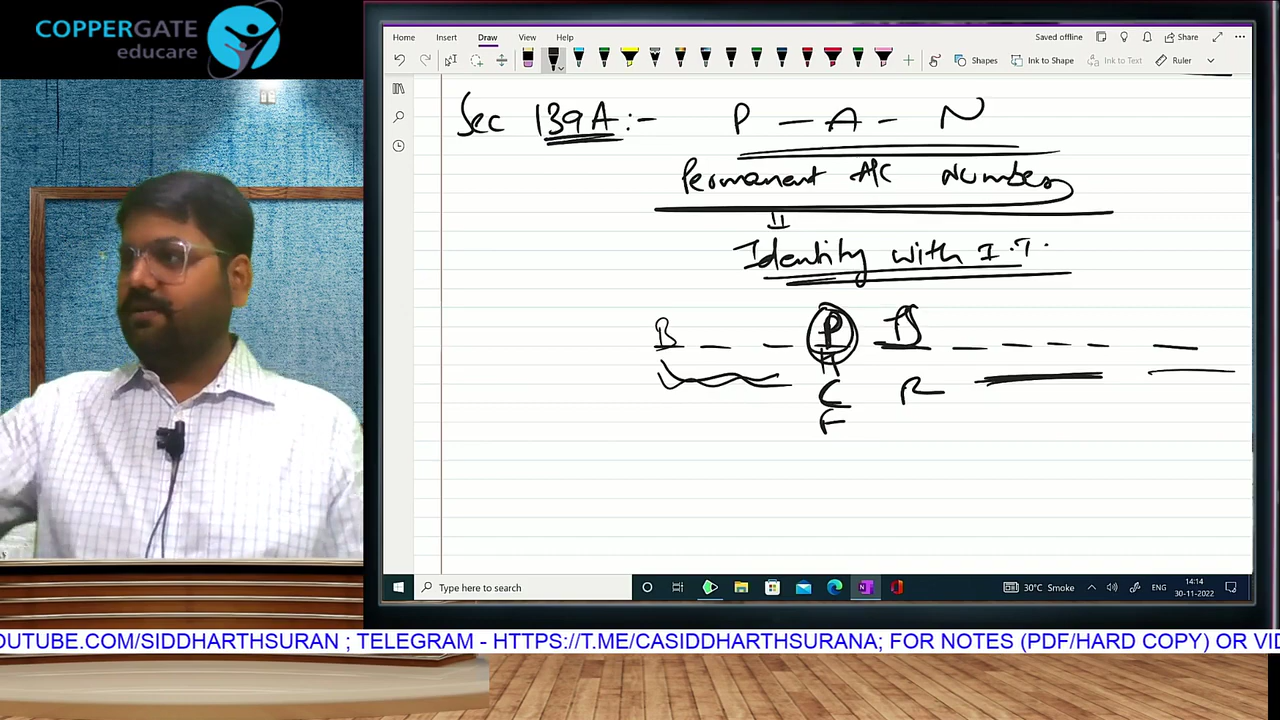 COPPERGATE
educare
Home Insert Draw View Help
Saved offline
Share
Shapes Ink to Shape Ink to Text Ruler
Sec 139A:- P - A - N
Permanent A/C Number
Identity with I.T.
B _ _ P B _ _ _ _ _
H
C R
F
Type here to search
30°C Smoke
ENG
14:14
30-11-2022
OUTUBE.COM/SIDDHARTHSURAN ; TELEGRAM - HTTPS://T.ME/CASIDDHARTHSURANA; FOR NOTES (PDF/HARD COPY) OR VID